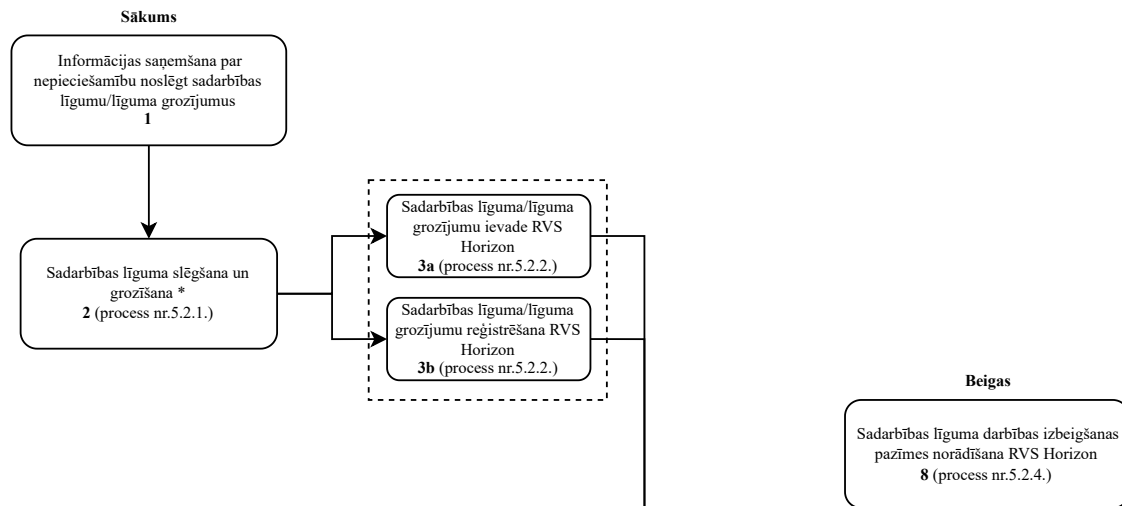 Sākums
Informācijas saņemšana par
nepieciešamību noslēgt sadarbības
līgumu/līguma grozījumus
1
Sadarbības līguma slēgšana un
grozīšana *
2 (process nr.5.2.1.)
Sadarbības līguma/līguma
grozījumu ievade RVS
Horizon
3a (process nr.5.2.2.)
Sadarbības līguma/līguma
grozījumu reģistrēšana RVS
Horizon
3b (process nr.5.2.2.)
Beigas
Sadarbības līguma darbības izbeigšanas
pazīmes norādīšana RVS Horizon
8 (process nr.5.2.4.)